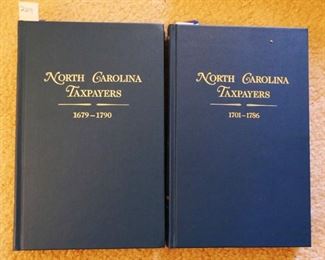 North Carolina
Taxpayers
1679–1790
North Carolina
Taxpayers
1701–1786